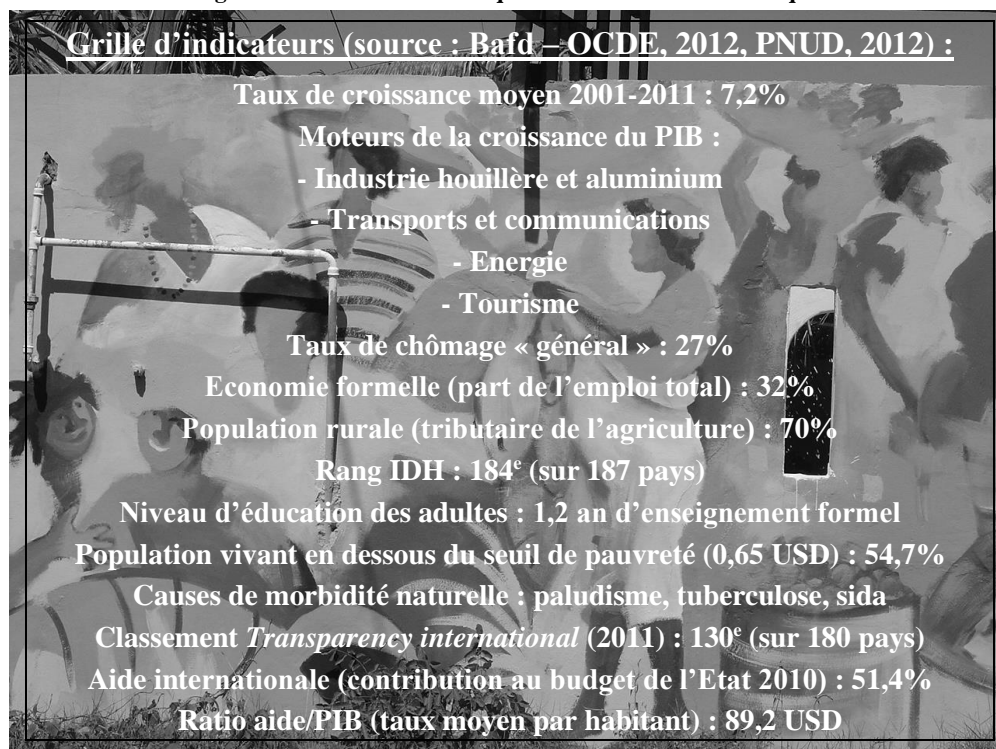 Grille d’indicateurs (source : Bafd – OCDE, 2012, PNUD, 2012) :
Taux de croissance moyen 2001-2011 : 7,2%
Moteurs de la croissance du PIB :
- Industrie houillère et aluminium
- Transports et communications
- Energie
- Tourisme
Taux de chômage « général » : 27%
Economie formelle (part de l’emploi total) : 32%
Population rurale (tributaire de l’agriculture) : 70%
Rang IDH : 184e (sur 187 pays)
Niveau d’éducation des adultes : 1,2 an d’enseignement formel
Population vivant en dessous du seuil de pauvreté (0,65 USD) : 54,7%
Causes de morbidité naturelle : paludisme, tuberculose, sida
Classement Transparency international (2011) : 130e (sur 180 pays)
Aide internationale (contribution au budget de l’Etat 2010) : 51,4%
Ratio aide/PIB (taux moyen par habitant) : 89,2 USD